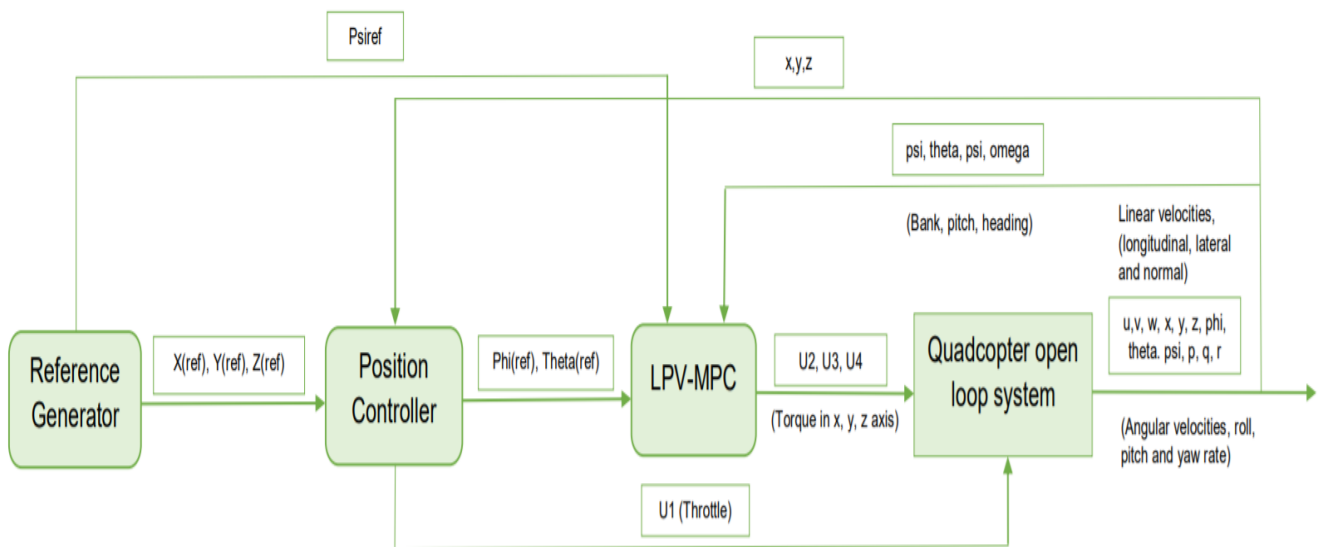 Psiref
x,y,z
psi, theta, psi, omega
(Bank, pitch, heading)
Linear velocities,
(longitudinal, lateral
and normal)
Reference
Generator
X(ref), Y(ref), Z(ref)
Position
Controller
Phi(ref), Theta(ref)
LPV-MPC
U2, U3, U4
(Torque in x, y, z axis)
Quadcopter open
loop system
u,v, w, x, y, z, phi,
theta. psi, p, q, r
(Angular velocities, roll,
pitch and yaw rate)
U1 (Throttle)